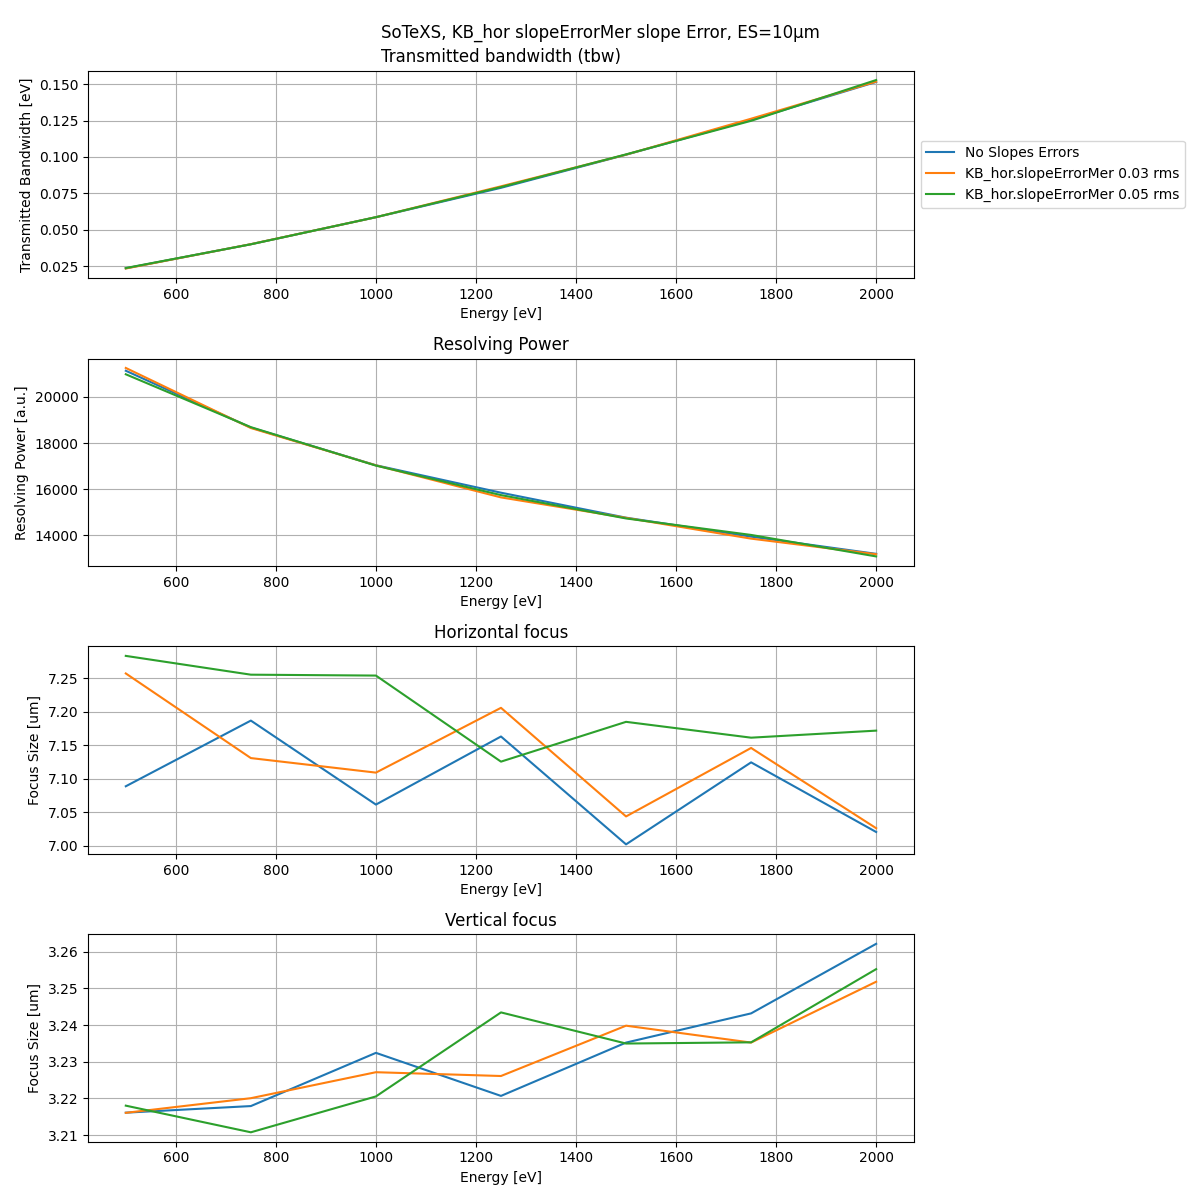 SoTeXS, KB_hor slopeErrorMer slope Error, ES=10μm
Transmitted bandwidth (tbw)
Transmitted Bandwidth [eV]
0.150
0.125
0.100
0.075
0.050
0.025
600 800 1000 1200 1400 1600 1800 2000
Energy [eV]
No Slopes Errors
KB_hor.slopeErrorMer 0.03 rms
KB_hor.slopeErrorMer 0.05 rms
Resolving Power
Resolving Power [a.u.]
20000
18000
16000
14000
600 800 1000 1200 1400 1600 1800 2000
Energy [eV]
Horizontal focus
Focus Size [um]
7.25
7.20
7.15
7.10
7.05
7.00
600 800 1000 1200 1400 1600 1800 2000
Energy [eV]
Vertical focus
Focus Size [um]
3.26
3.25
3.24
3.23
3.22
3.21
600 800 1000 1200 1400 1600 1800 2000
Energy [eV]